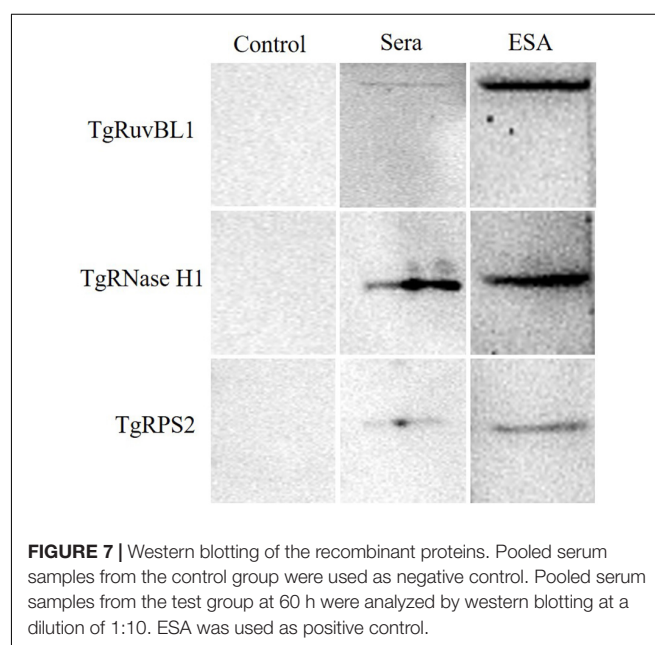 Control Sera ESA
TgRuvBL1
TgRNase H1
TgRPS2
FIGURE 7 | Western blotting of the recombinant proteins. Pooled serum
samples from the control group were used as negative control. Pooled serum
samples from the test group at 60 h were analyzed by western blotting at a
dilution of 1:10. ESA was used as positive control.